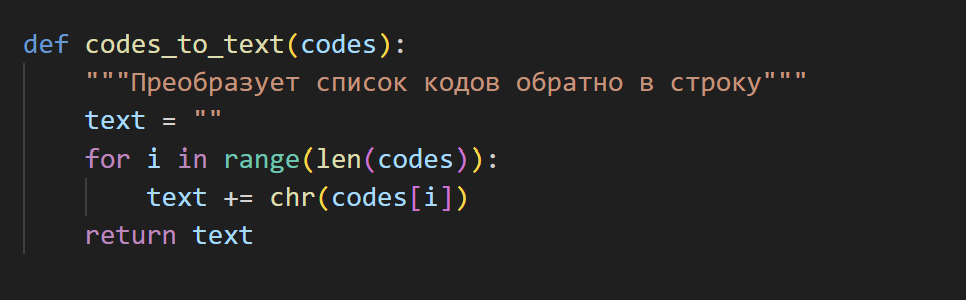 def codes_to_text(codes):
    """Преобразует список кодов обратно в строку"""
    text = ""
    for i in range(len(codes)):
        text += chr(codes[i])
    return text